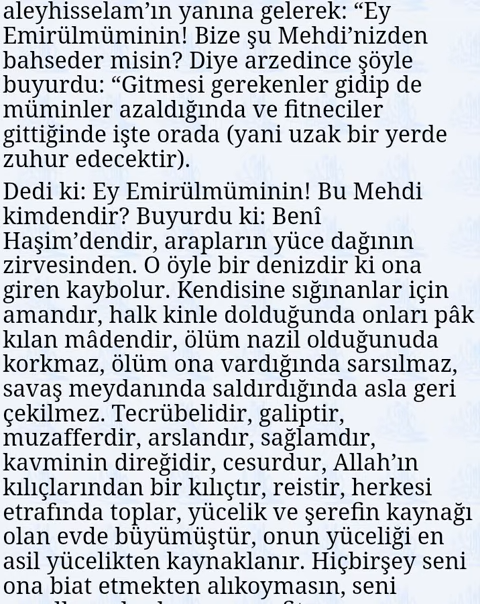 aleyhisselam’ın yanına gelerek: “Ey
Emirülmüminin! Bize şu Mehdi’nizden
bahseder misin? Diye arzedince şöyle
buyurdu: “Gitmesi gerekenler gidip de
müminler azaldığında ve fitneciler
gittiğinde işte orada (yani uzak bir yerde
zuhur edecektir).
Dedi ki: Ey Emirülmüminin! Bu Mehdi
kimdendir? Buyurdu ki: Benî
Haşim’dendir, arapların yüce dağının
zirvesinden. O öyle bir denizdir ki ona
giren kaybolur. Kendisine sığınanlar için
amandır, halk kinle dolduğunda onları pâk
kılan mâdendir, ölüm nazil olduğunuda
korkmaz, ölüm ona vardığında sarsılmaz,
savaş meydanında saldırdığında asla geri
çekilmez. Tecrübelidir, galiptir,
muzafferdir, arslandır, sağlamdır,
kavminin direğidir, cesurdur, Allah’ın
kılıçlarından bir kılıçtır, reistir, herkesi
etrafında toplar, yücelik ve şerefin kaynağı
olan evde büyümüştür, onun yüceliği en
asil yücelikten kaynaklanır. Hiçbirşey seni
ona biat etmekten alıkoymasın, seni